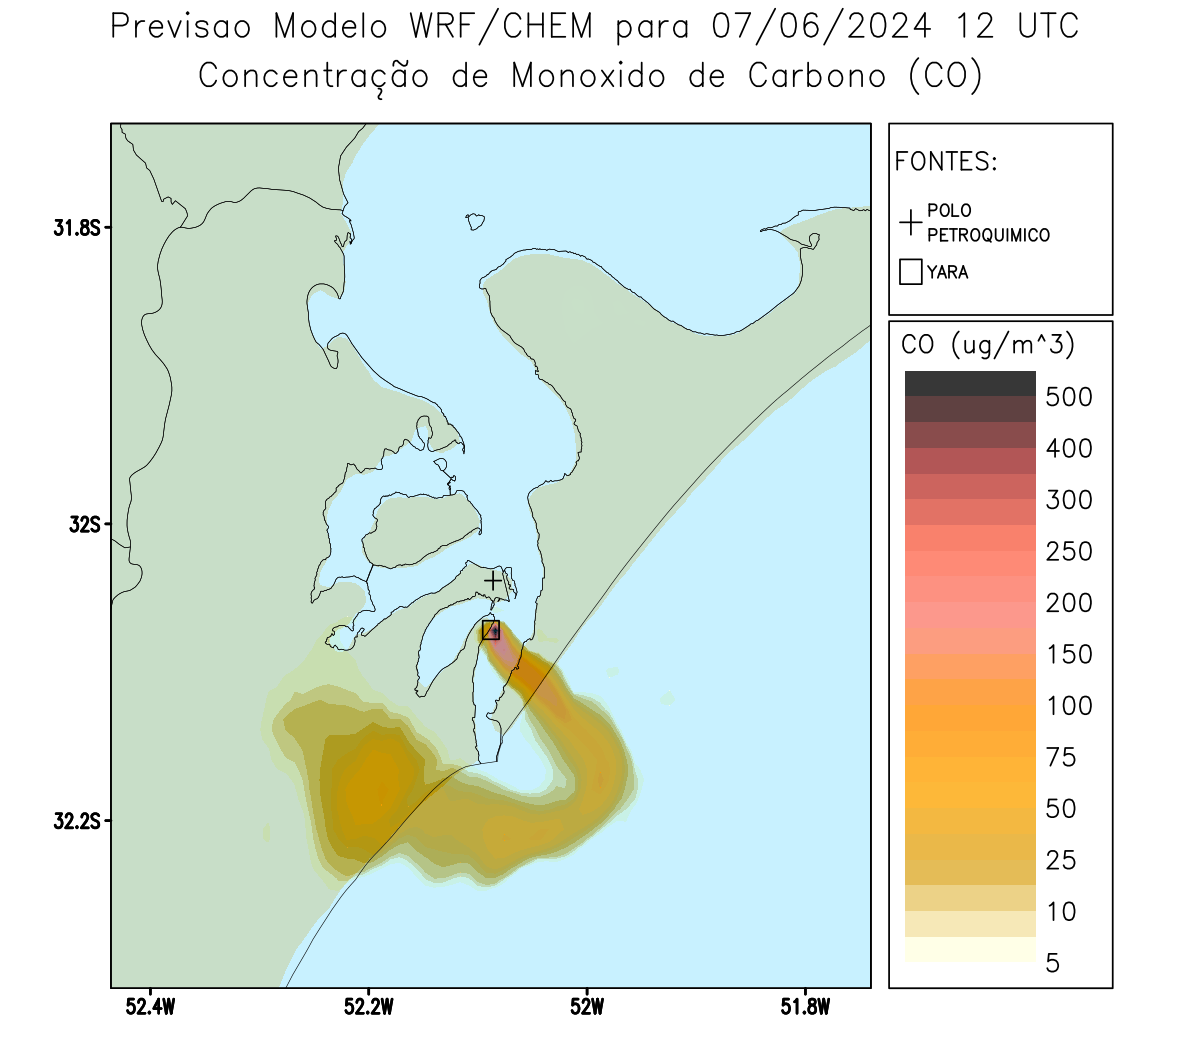 Previsao Modelo WRF/CHEM para 07/06/2024 12 UTC
Concentração de Monoxido de Carbono (CO)
FONTES:
POLO
PETROQUIMICO
YARA
CO (ug/m^3)
500
400
300
250
200
150
100
75
50
25
10
5
31.8S
32S
32.2S
52.4W
52.2W
52W
51.8W